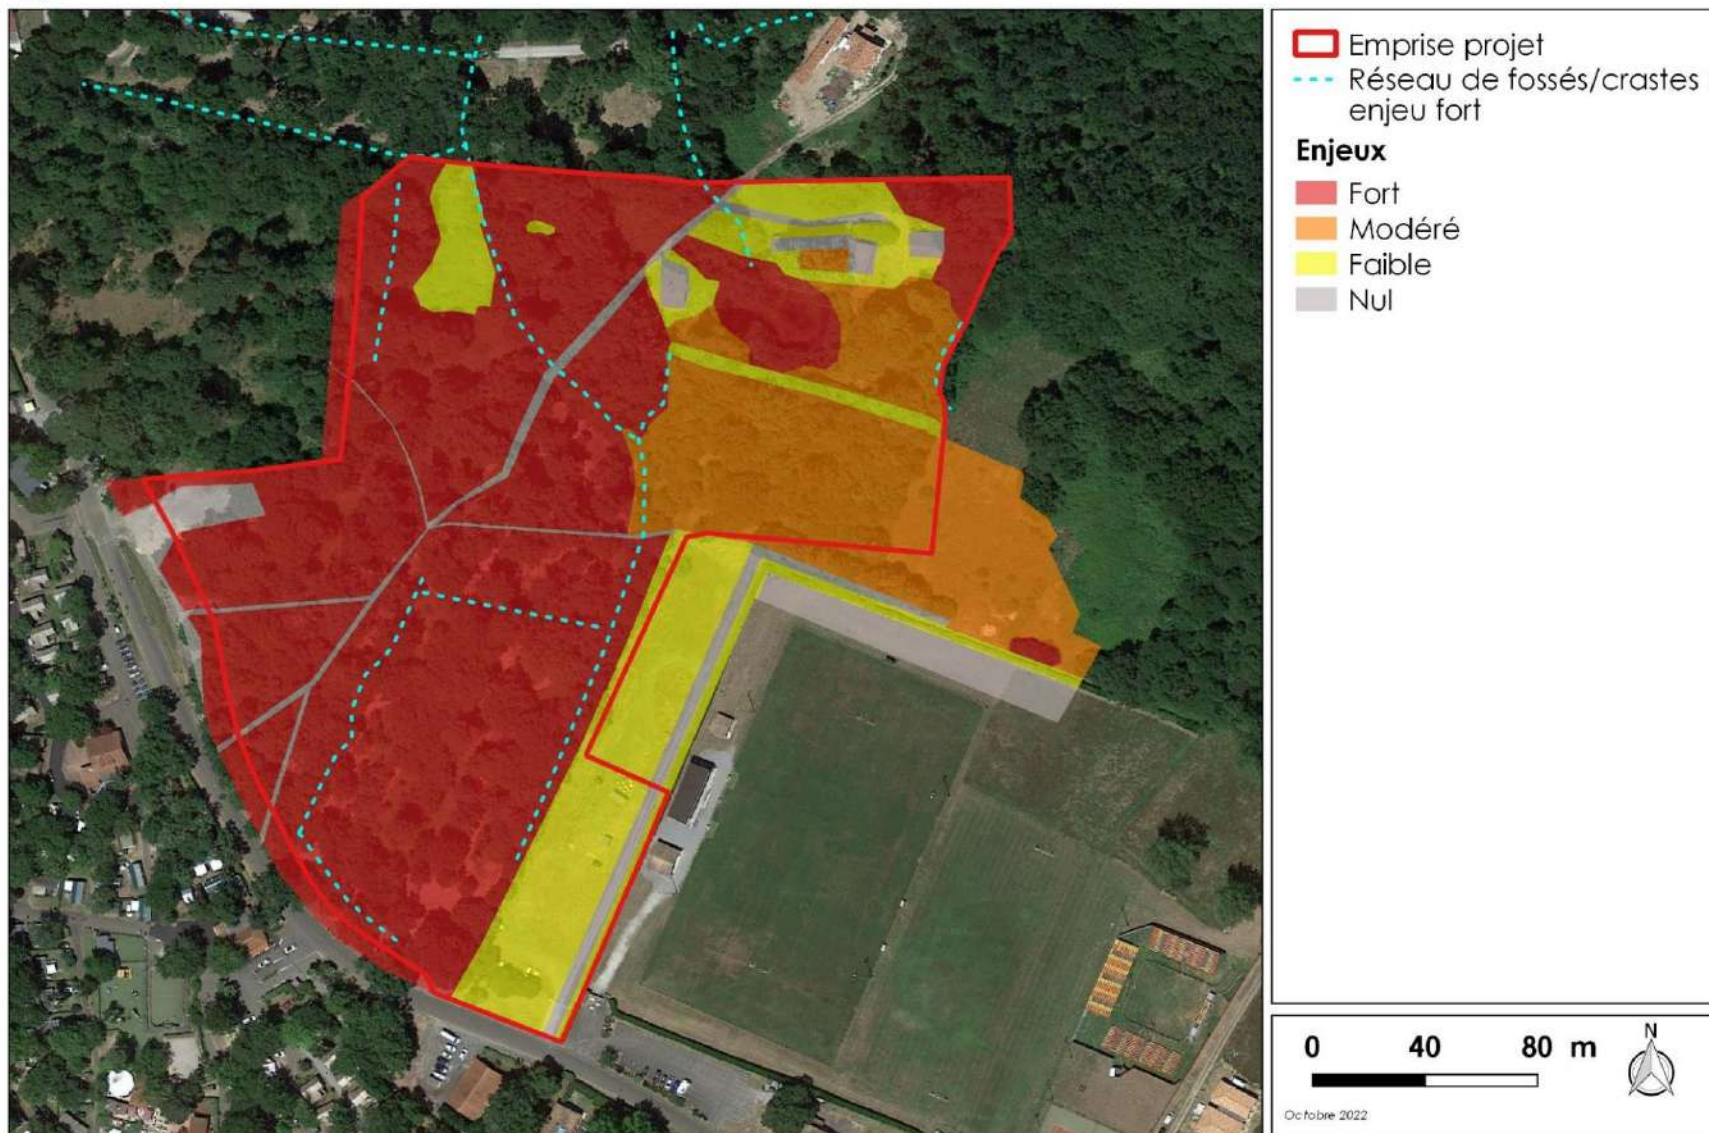 Emprise projet
Réseau de fossés/crastes
enjeu fort
Enjeux
Fort
Modéré
Faible
Nul
0 40 80 m
N
Octobre 2022